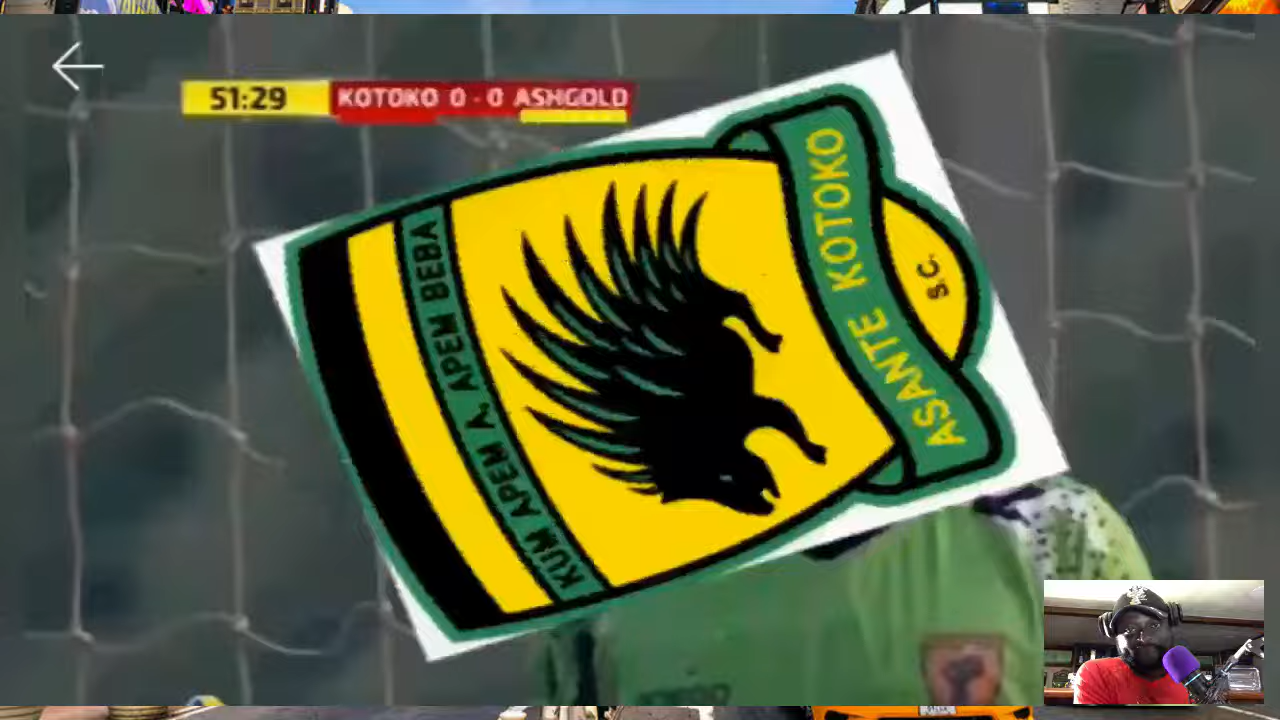 51:29 KOTOKO 0 - 0 ASHGOLD
ASANTE KOTOKO
S.C.
KUM APEM A, APEM BEBA